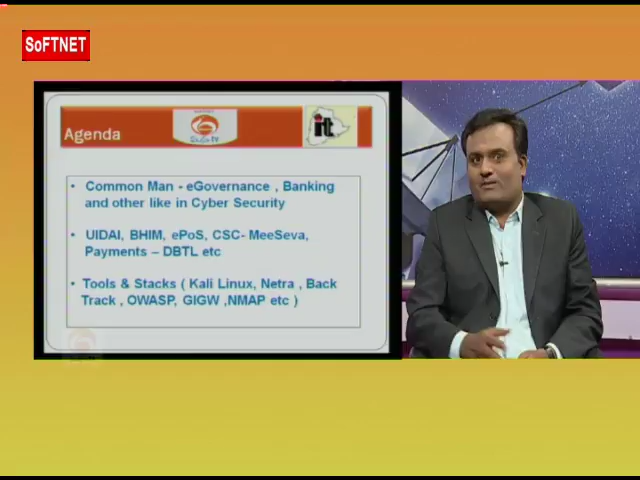 SoFTNET
Agenda
it
• Common Man - eGovernance , Banking
and other like in Cyber Security
• UIDAI, BHIM, ePoS, CSC- MeeSeva,
Payments – DBTL etc
• Tools & Stacks ( Kali Linux, Netra , Back
Track , OWASP, GIGW ,NMAP etc )